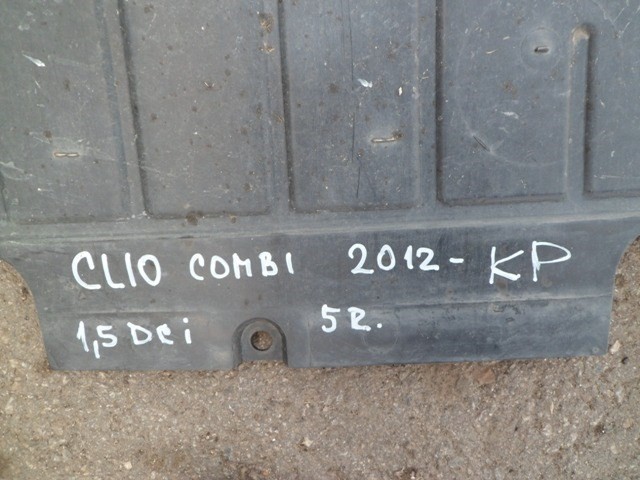 CLIO COMBI 2012- KP
1,5 DCi 5R.